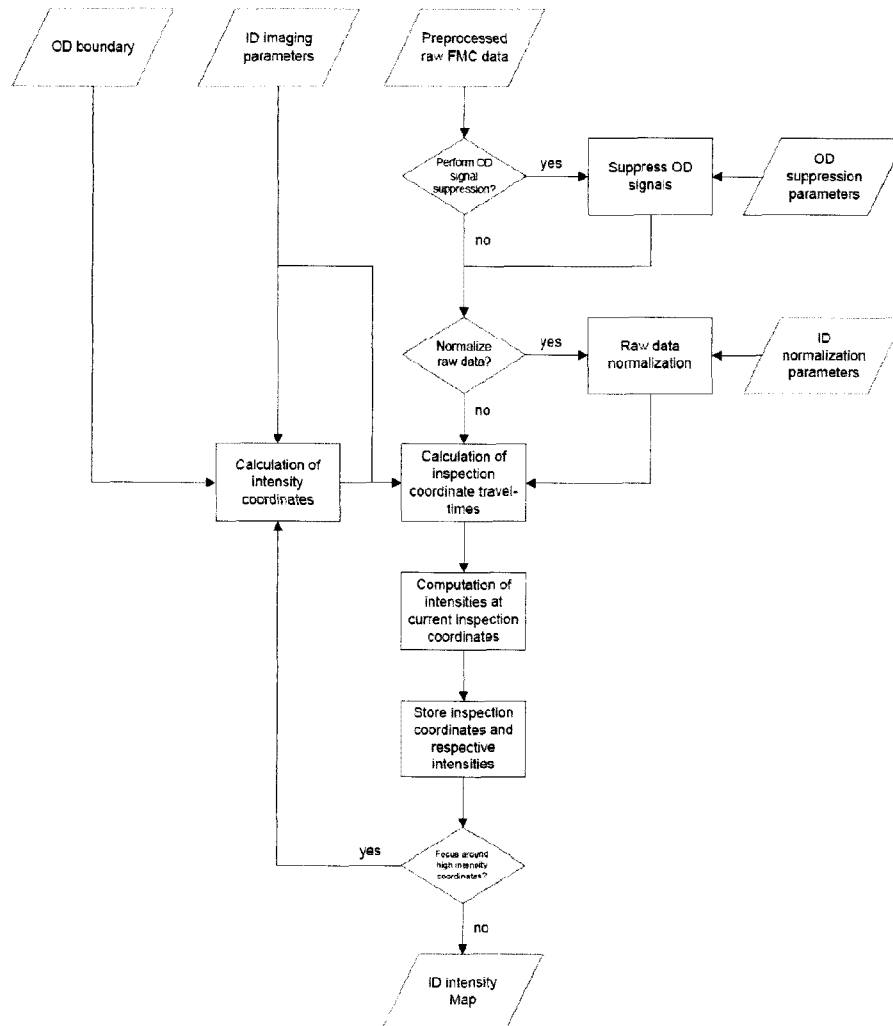 OD boundary
ID imaging
parameters
Preprocessed
raw FMC data
Perform OD
signal
suppression?
yes
Suppress OD
signals
OD
suppression
parameters
no
Normalize
raw data?
yes
Raw data
normalization
ID
normalization
parameters
no
Calculation of
intensity
coordinates
Calculation of
inspection
coordinate travel-
times
Computation of
intensities at
current inspection
coordinates
Store inspection
coordinates and
respective
intensities
yes
Focus around
high intensity
coordinates?
no
ID intensity
Map